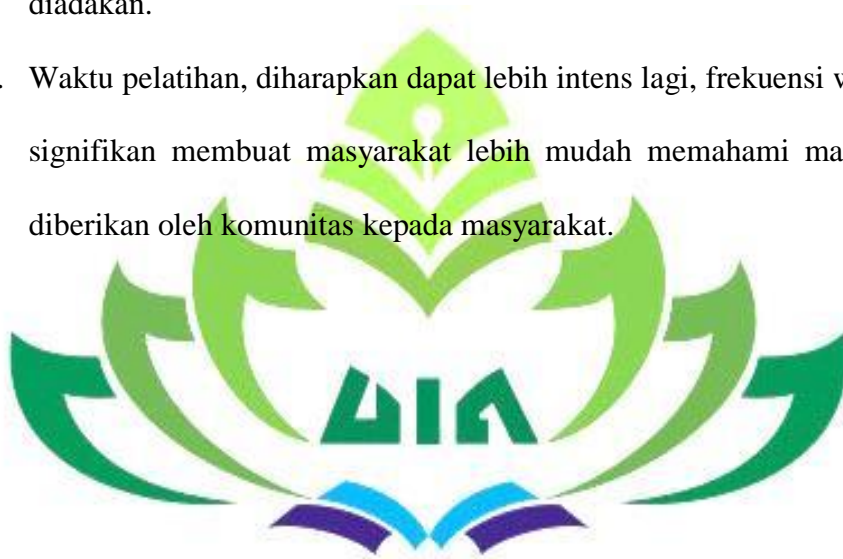 diadakan.
. Waktu pelatihan, diharapkan dapat lebih intens lagi, frekuensi
signifikan membuat masyarakat lebih mudah memahami
diberikan oleh komunitas kepada masyarakat.
UIN